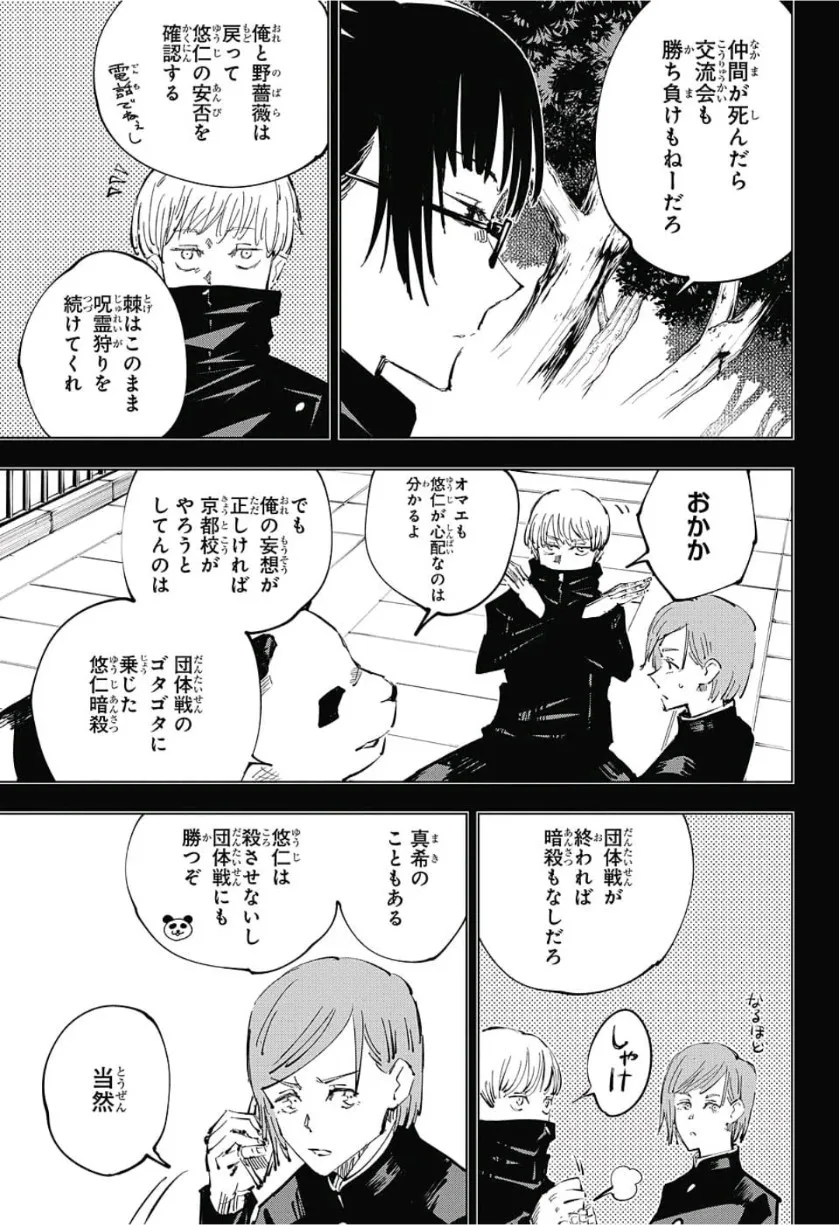 仲間が死んだら
交流会も
勝ち負けもねーだろ
俺と野薔薇は
戻って
悠仁の安否を
確認する
電話でねぇし
棘はこのまま
呪霊狩りを
続けてくれ
おかか
オマエも
悠仁が心配なのは
分かるよ
でも
俺の妄想が
正しければ
京都校が
やろうと
してんのは
団体戦の
ゴタゴタに
乗じた
悠仁暗殺
団体戦が
終われば
暗殺もなしだろ
なるほど
しゃけ
真希の
こともある
悠仁は
殺させないし
団体戦にも
勝つぞ
当然